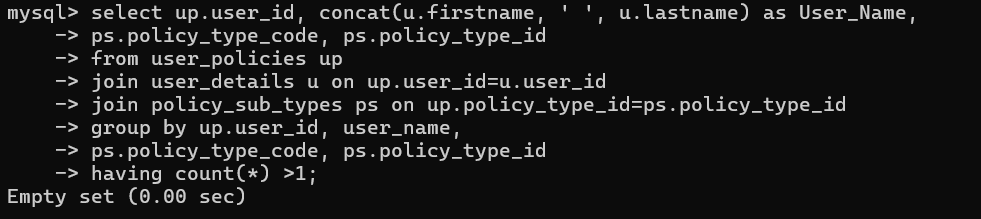 mysql> select up.user_id, concat(u.firstname, ' ', u.lastname) as User_Name,
    -> ps.policy_type_code, ps.policy_type_id
    -> from user_policies up
    -> join user_details u on up.user_id=u.user_id
    -> join policy_sub_types ps on up.policy_type_id=ps.policy_type_id
    -> group by up.user_id, user_name,
    -> ps.policy_type_code, ps.policy_type_id
    -> having count(*) >1;
Empty set (0.00 sec)